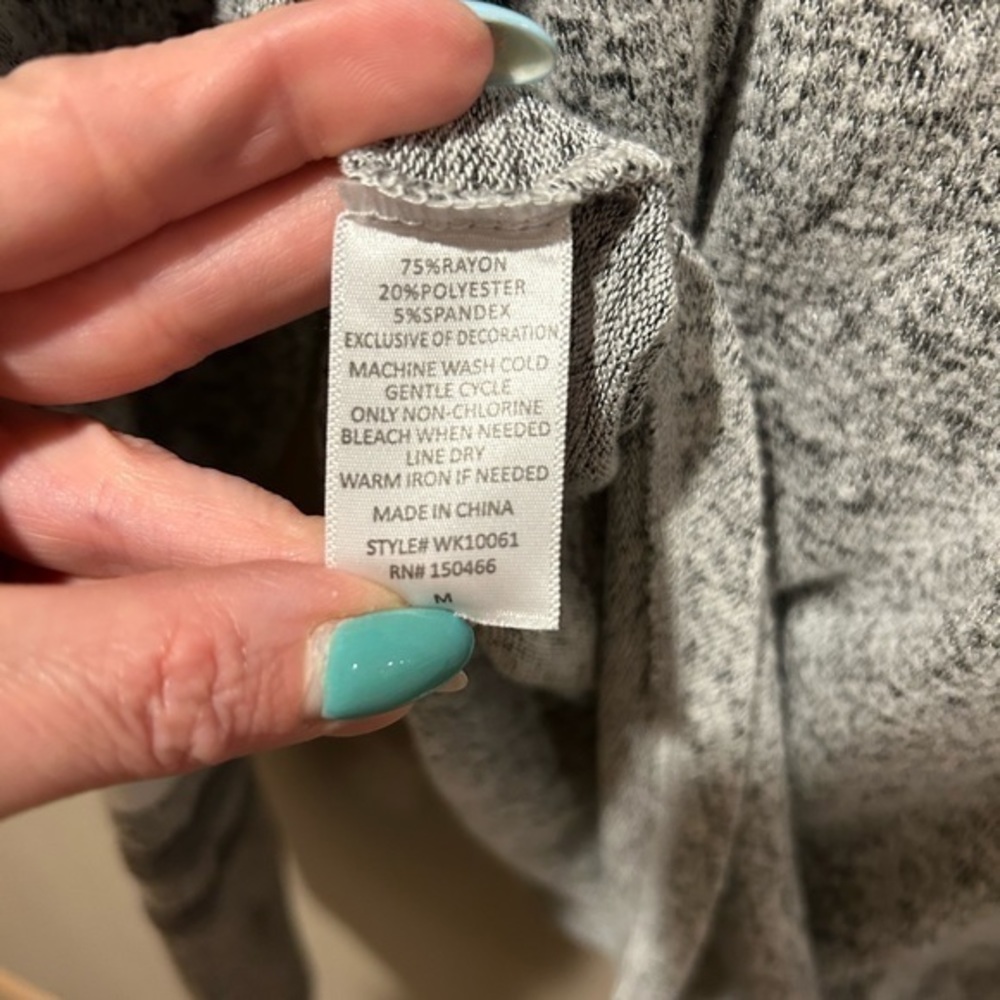 75%RAYON
20%POLYESTER
5%SPANDEX
EXCLUSIVE OF DECORATION
MACHINE WASH COLD
GENTLE CYCLE
ONLY NON-CHLORINE
BLEACH WHEN NEEDED
LINE DRY
WARM IRON IF NEEDED
MADE IN CHINA
STYLE# WK10061
RN# 150466
M